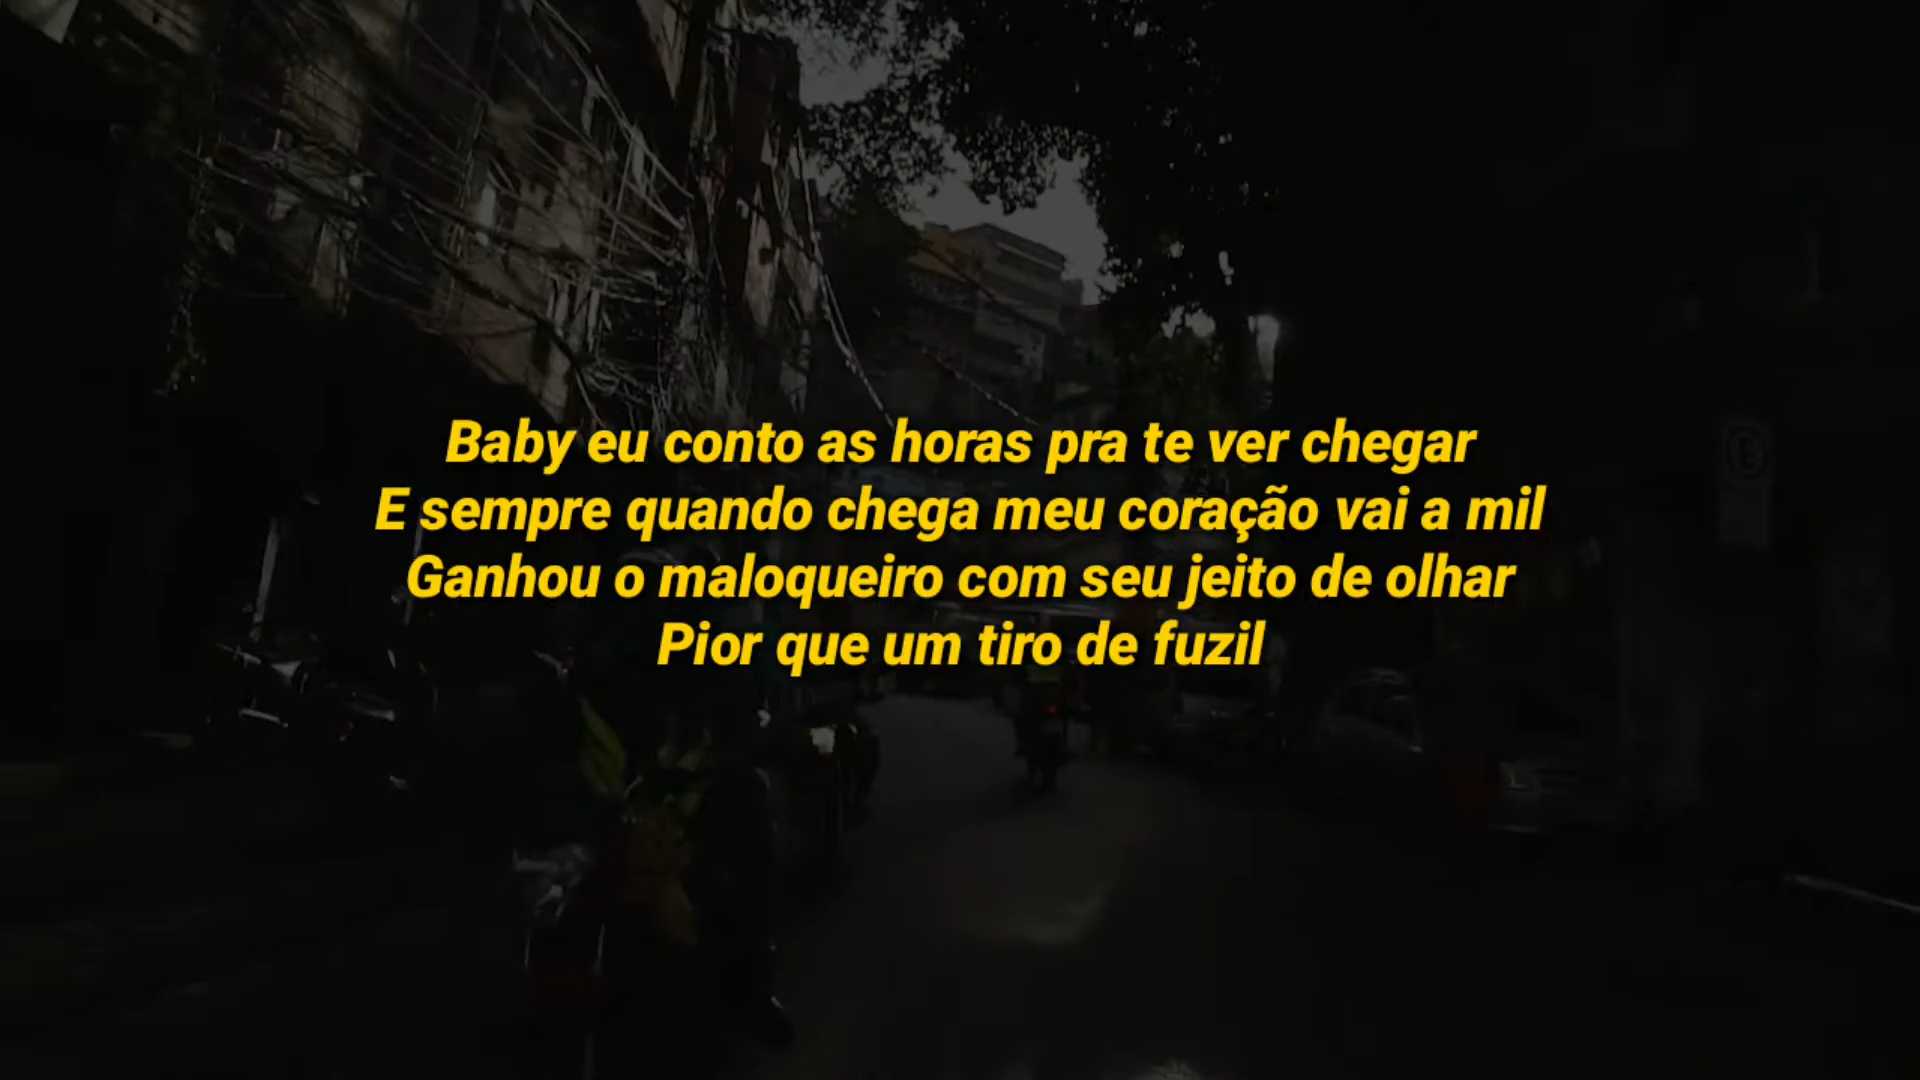 Baby eu conto as horas pra te ver chegar
E sempre quando chega meu coração vai a mil
Ganhou o maloqueiro com seu jeito de olhar
Pior que um tiro de fuzil